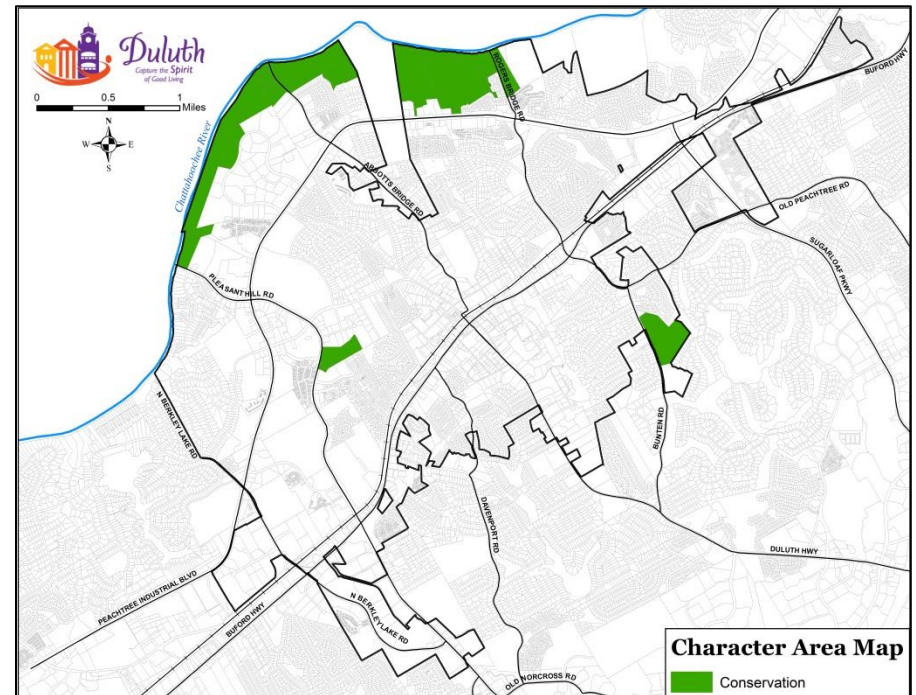 Duluth
Capture the Spirit
of Good Living
0 0.5 1
Miles
N
W E
S
Chattahoochee River
ROGERS BRIDGE RD
BUFORD HWY
ABBOTTS BRIDGE RD
OLD PEACHTREE RD
SUGARLOAF PKWY
PLEASANT HILL RD
N BERKLEY LAKE RD
BUNTEN RD
DAVENPORT RD
DULUTH HWY
PEACHTREE INDUSTRIAL BLVD
BUFORD HWY
N BERKLEY LAKE RD
OLD NORCROSS RD
Character Area Map
Conservation